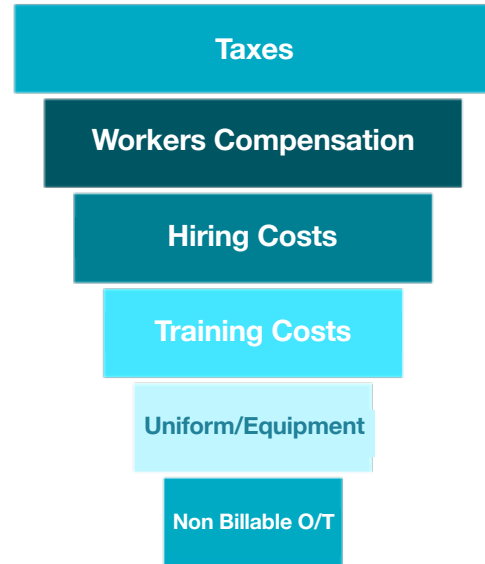 Taxes
Workers Compensation
Hiring Costs
Training Costs
Uniform/Equipment
Non Billable O/T